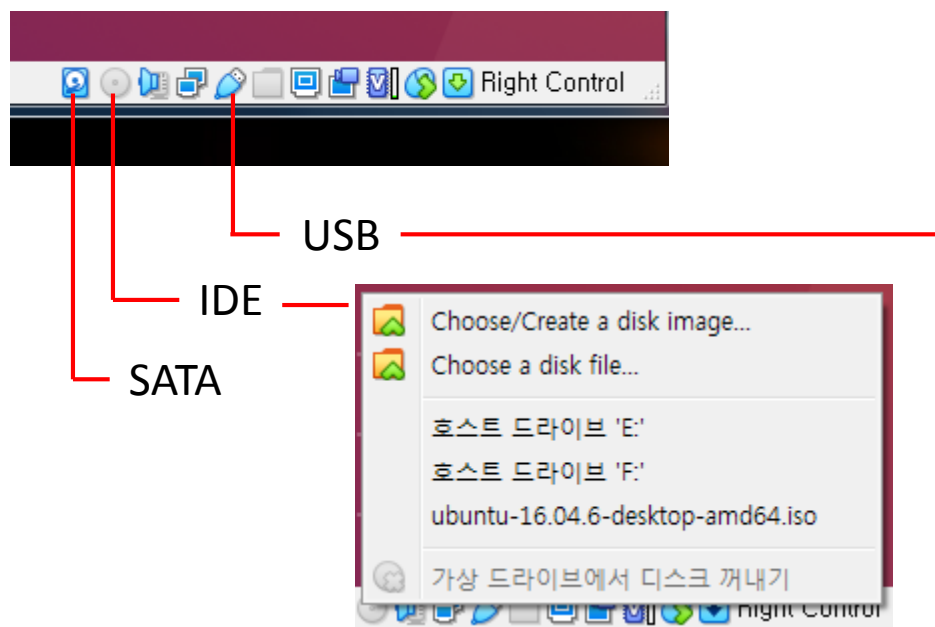 Right Control
USB
IDE
SATA
Choose/Create a disk image...
Choose a disk file...
호스트 드라이브 'E:'
호스트 드라이브 'F:'
ubuntu-16.04.6-desktop-amd64.iso
가상 드라이브에서 디스크 꺼내기
Right Control